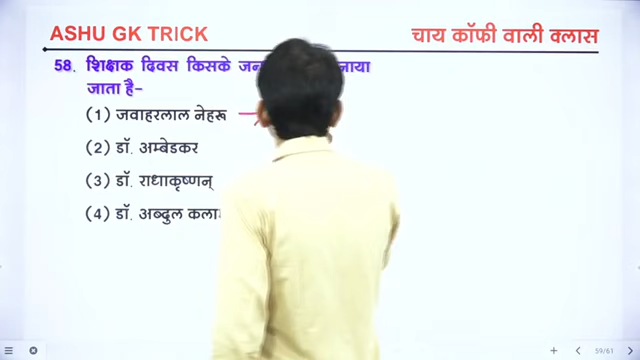 ASHU GK TRICK
चाय कॉफी वाली क्लास
58. शिक्षक दिवस किसके
जाता है-
(1) जवाहरलाल नेहरू
(2) डॉ. अम्बेडकर
(3) डॉ. राधाकृष्णन्
(4) डॉ. अब्दुल
59/61